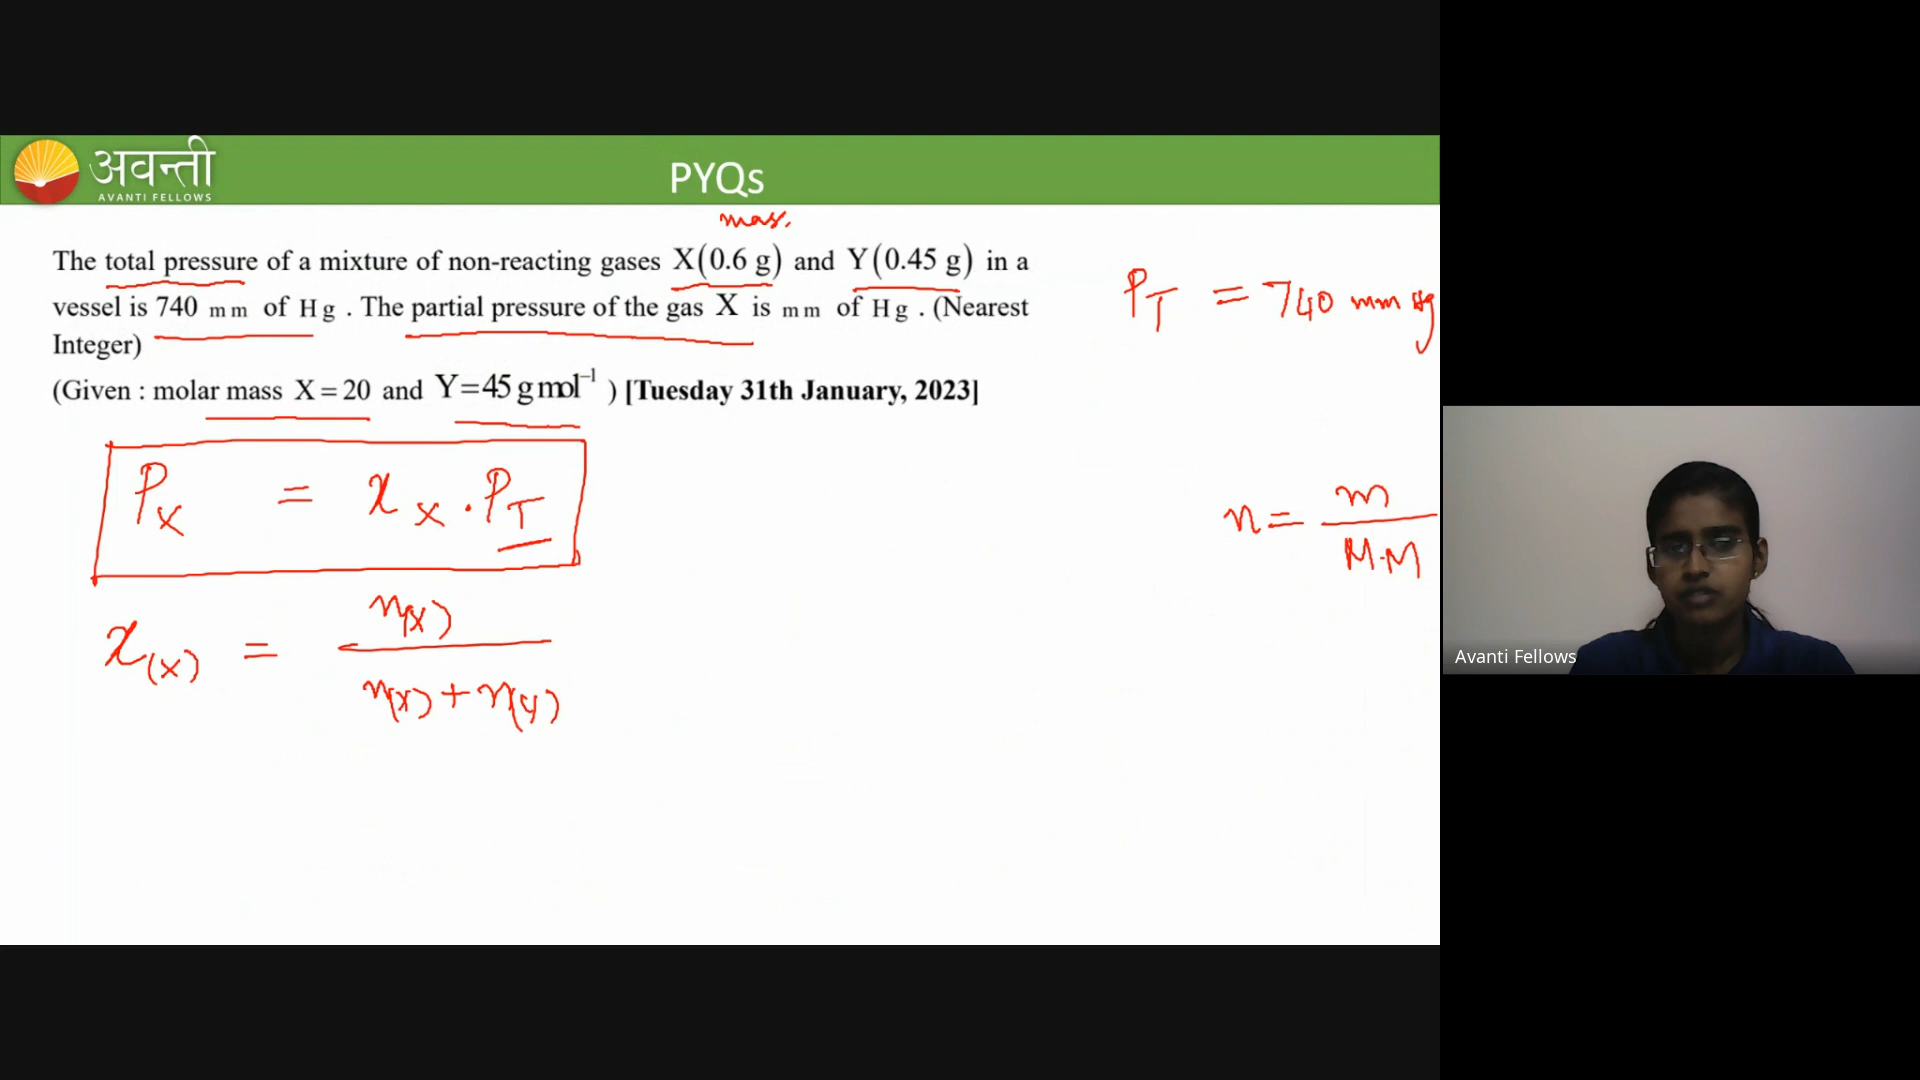 अवन्ती
AVANTI FELLOWS
PYQs
mass.
The total pressure of a mixture of non-reacting gases X(0.6 g) and Y(0.45 g) in a
vessel is 740 mm of Hg . The partial pressure of the gas X is mm of Hg . (Nearest
Integer)
(Given : molar mass X = 20 and Y=45 g mol⁻¹ ) [Tuesday 31th January, 2023]
P_T = 740 mm Hg
P_X = x_X . P_T
n = m / M.M
x_(X) = n(X) / n(X) + n(Y)
Avanti Fellows